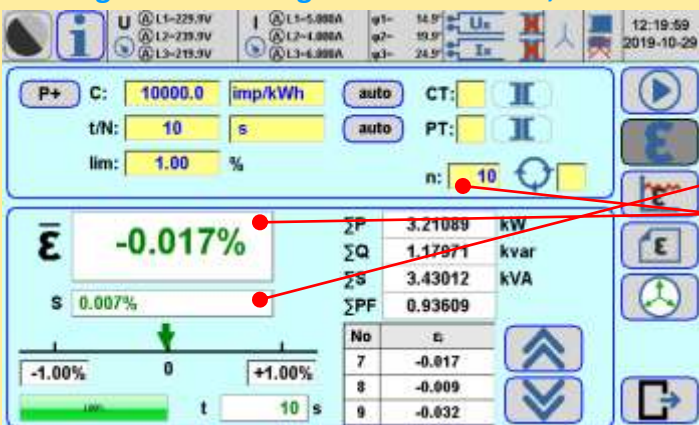 U L1-229.9V I L1-5.000A φ1- 14.9° Ux 12:19:59
L2-239.9V L2-4.000A φ2- 19.9° 2019-10-29
L3-219.9V L3-6.000A φ3- 24.9° Ix
P+ C: 10000.0 imp/kWh auto CT:
t/N: 10 s auto PT:
lim: 1.00 %
n: 10
ε
ε
ε
ε -0.017%
S 0.007%
ΣP 3.21089 kW
ΣQ 1.17971 kvar
ΣS 3.43012 kVA
ΣPF 0.93609
No εi
7 -0.017
8 -0.009
9 -0.032
-1.00% 0 +1.00%
100% t 10 s